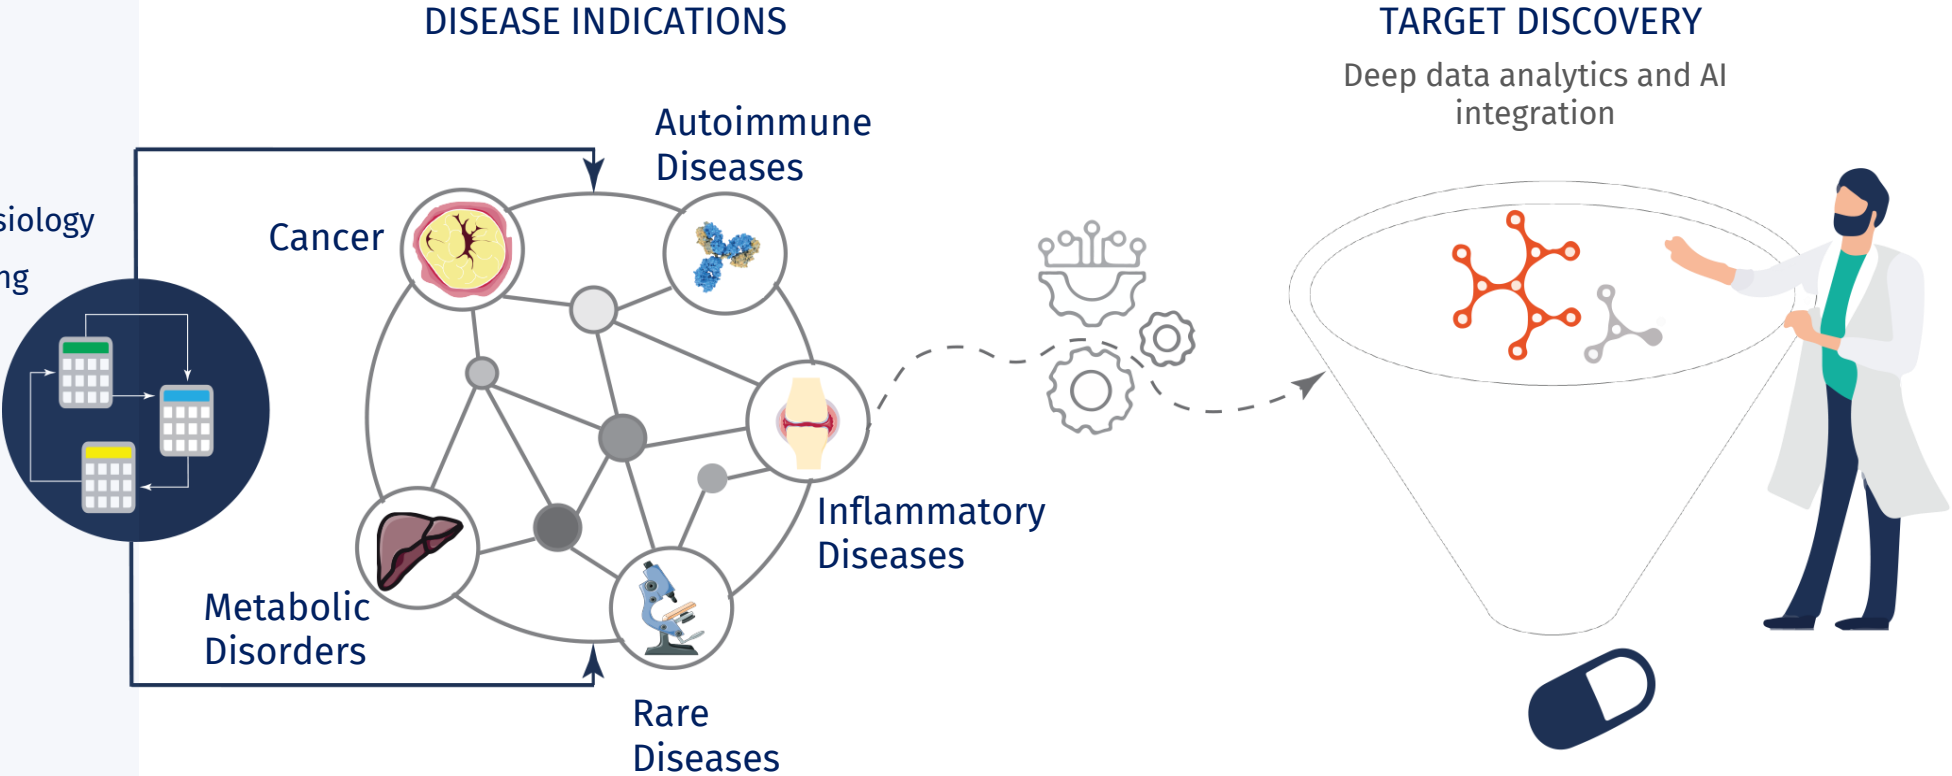 DISEASE INDICATIONS
TARGET DISCOVERY
Deep data analytics and AI
integration
Autoimmune
Diseases
Cancer
Inflammatory
Diseases
Metabolic
Disorders
Rare
Diseases